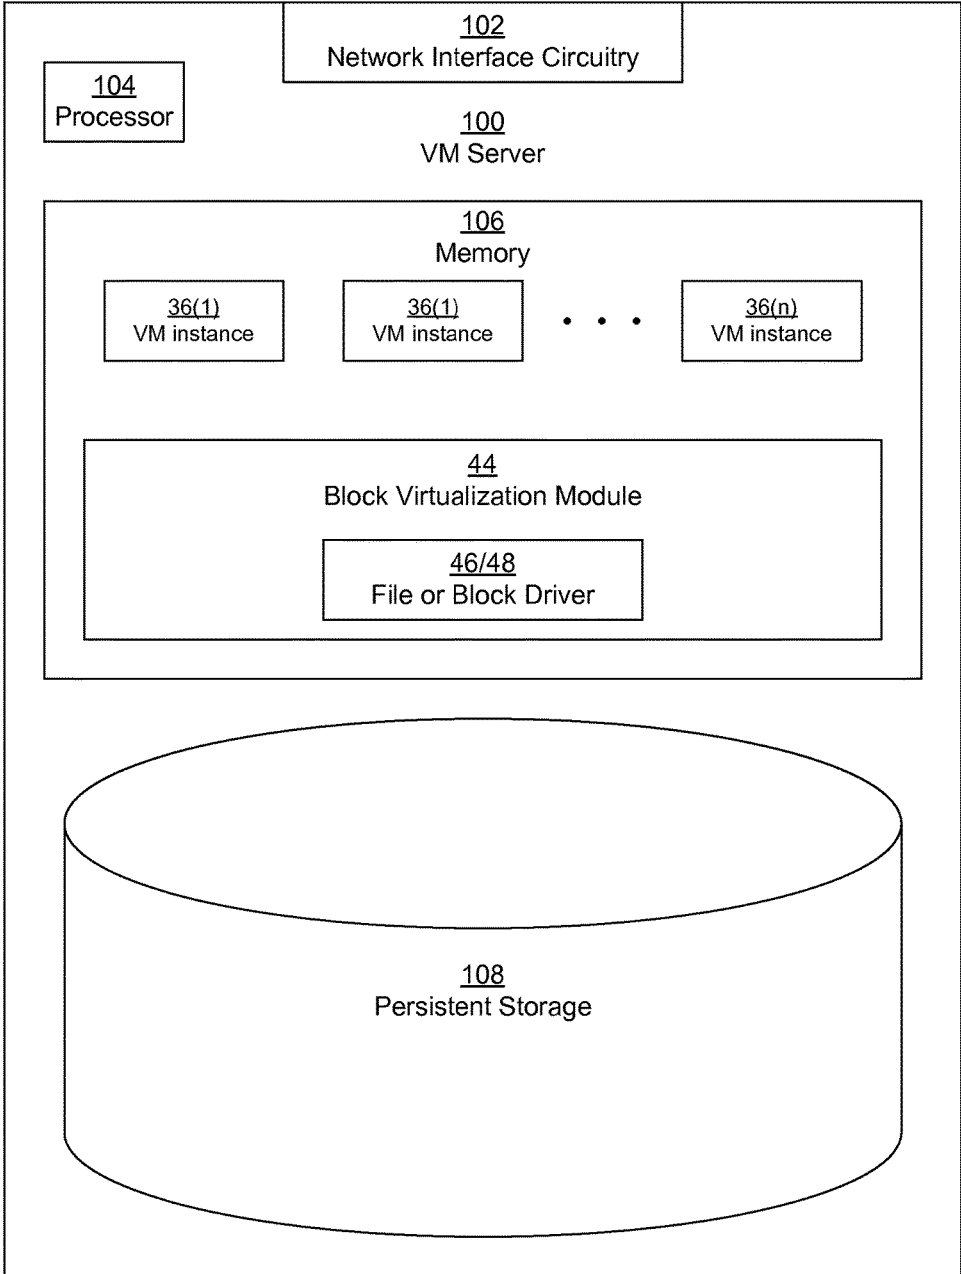 102
Network Interface Circuitry
104
Processor
100
VM Server
106
Memory
36(1)
VM instance
36(1)
VM instance
• • •
36(n)
VM instance
44
Block Virtualization Module
46/48
File or Block Driver
108
Persistent Storage